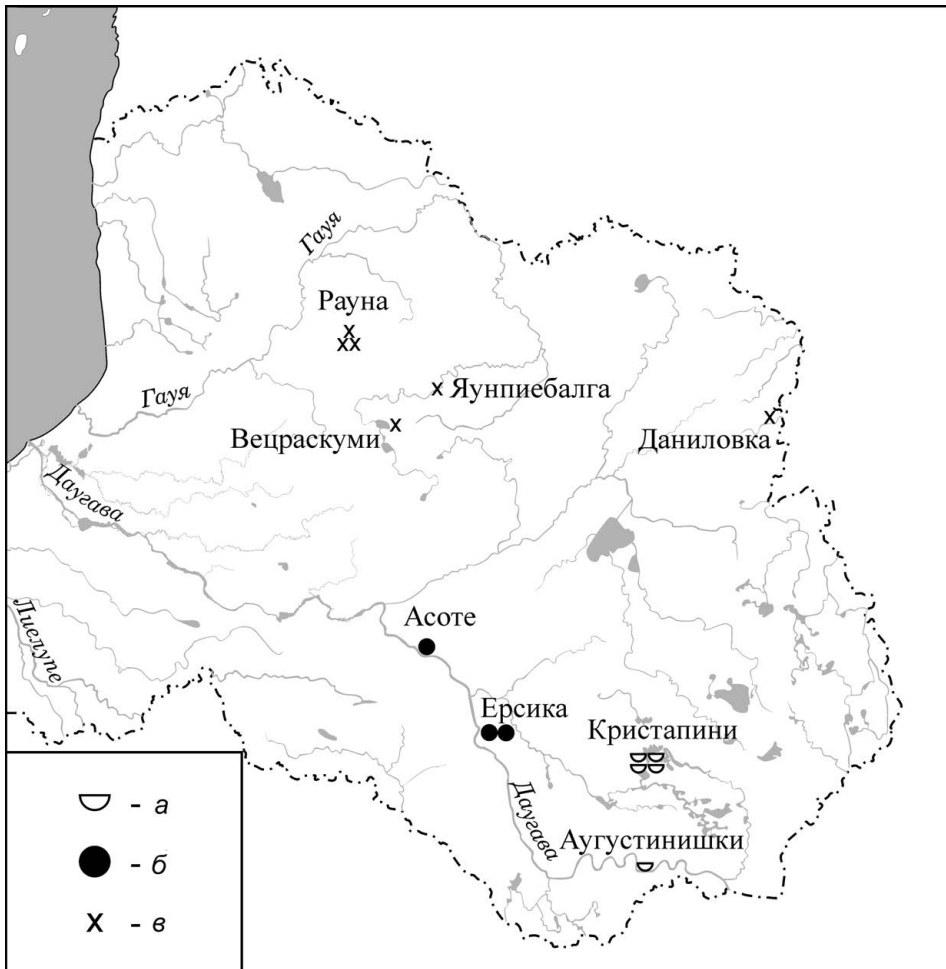 Гауя
Рауна
Гауя
Яунпиебалга
Вецраскуми
Даниловка
Даугава
Асоте
Лиелупе
Ерсика
Кристапини
Даугава
Аугустинишки
- а
- б
х - в